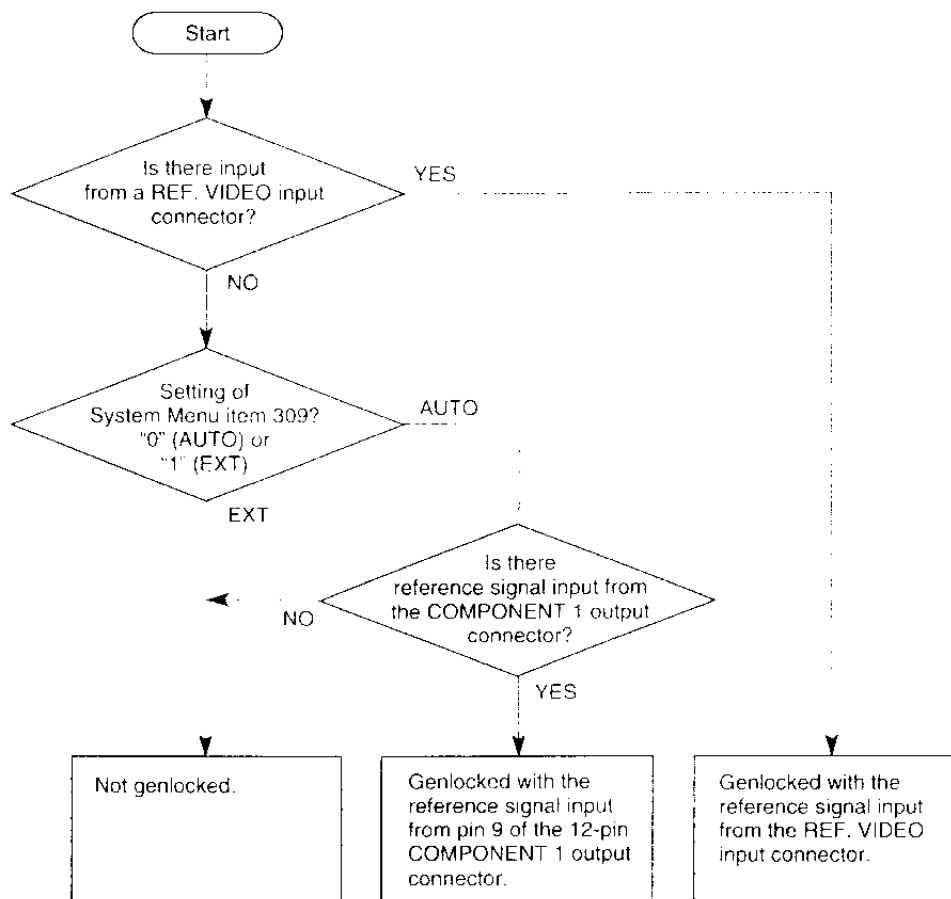 Start
Is there input
from a REF. VIDEO input
connector?
YES
NO
Setting of
System Menu item 309?
"0" (AUTO) or
"1" (EXT)
AUTO
EXT
Is there
reference signal input from
the COMPONENT 1 output
connector?
NO
YES
Not genlocked.
Genlocked with the
reference signal input
from pin 9 of the 12-pin
COMPONENT 1 output
connector.
Genlocked with the
reference signal input
from the REF. VIDEO
input connector.